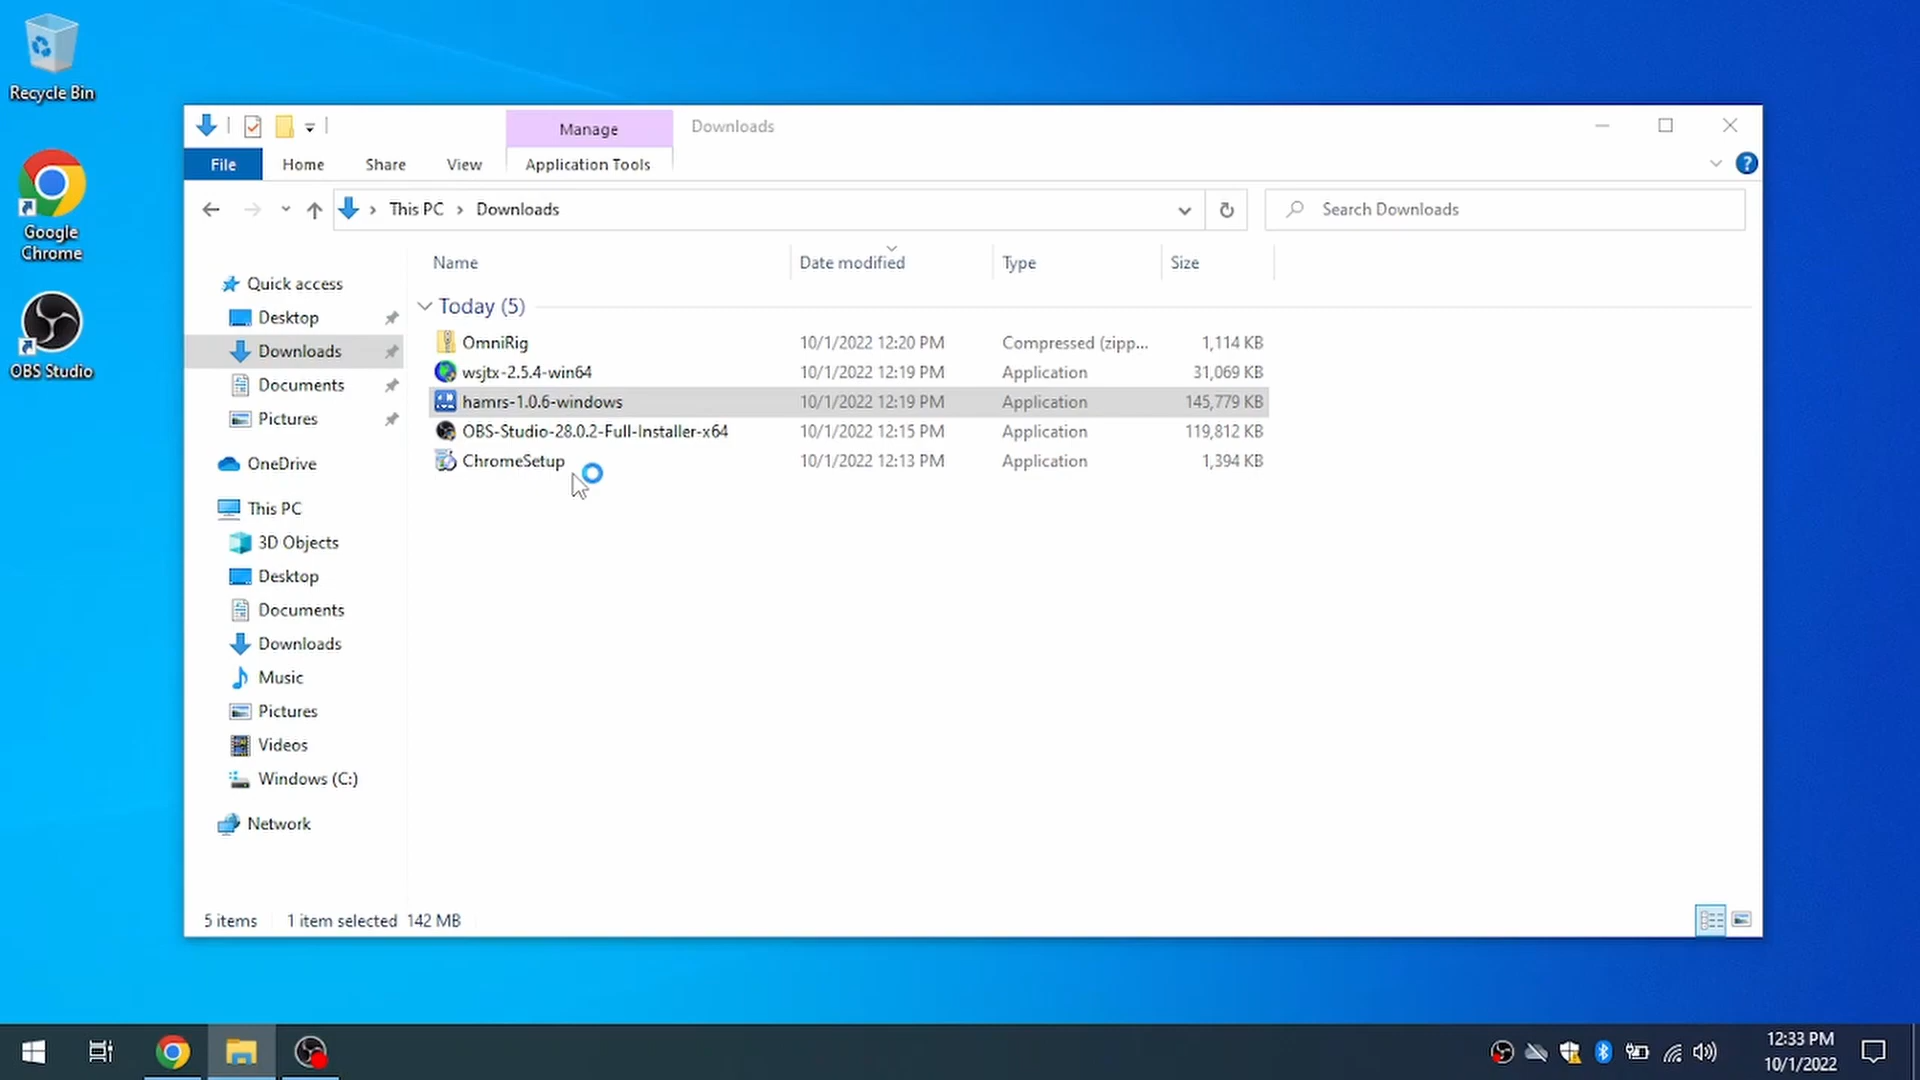 Recycle Bin
Google
Chrome
OBS Studio
Manage
Downloads
File
Home
Share
View
Application Tools
This PC
Downloads
Search Downloads
Name
Date modified
Type
Size
Today (5)
OmniRig 10/1/2022 12:20 PM Compressed (zipp... 1,114 KB
wsjtx-2.5.4-win64 10/1/2022 12:19 PM Application 31,069 KB
hamrs-1.0.6-windows 10/1/2022 12:19 PM Application 145,779 KB
OBS-Studio-28.0.2-Full-Installer-x64 10/1/2022 12:15 PM Application 119,812 KB
ChromeSetup 10/1/2022 12:13 PM Application 1,394 KB
Quick access
Desktop
Downloads
Documents
Pictures
OneDrive
This PC
3D Objects
Desktop
Documents
Downloads
Music
Pictures
Videos
Windows (C:)
Network
5 items 1 item selected 142 MB
12:33 PM
10/1/2022